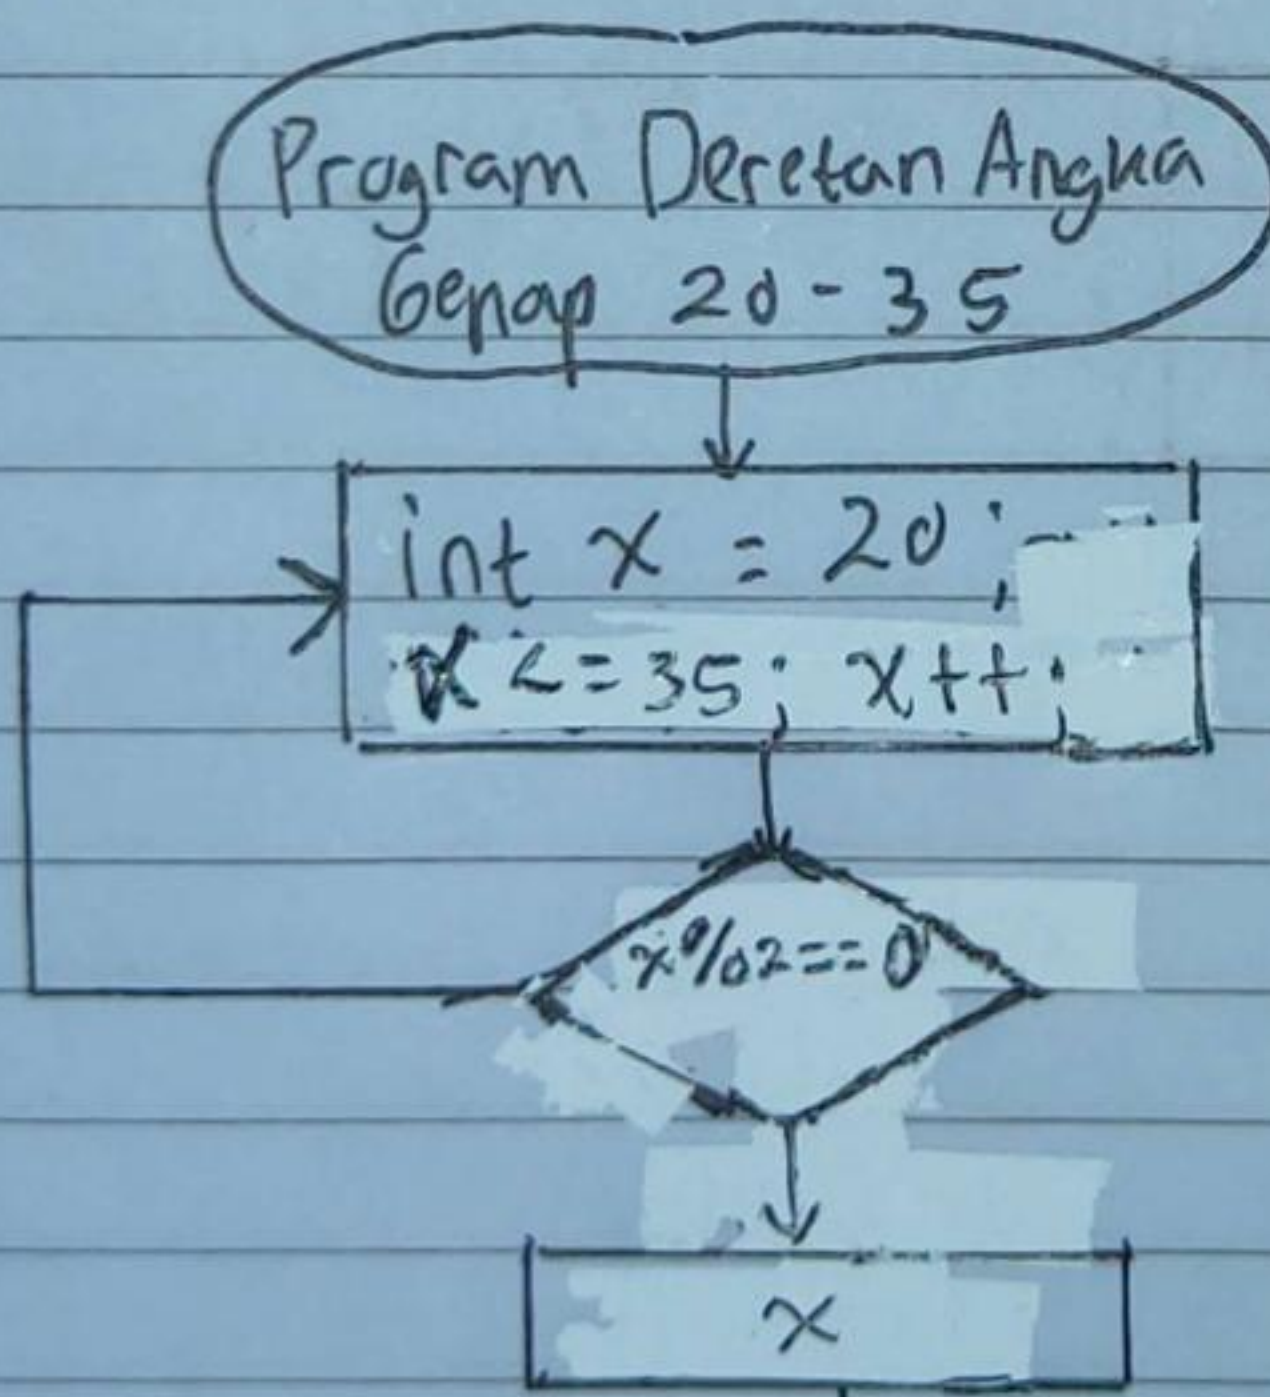 Program Deretan Angka
Genap 20 - 35
int x = 20 ;
x <= 35 ; x++ ;
x % 2 == 0
x